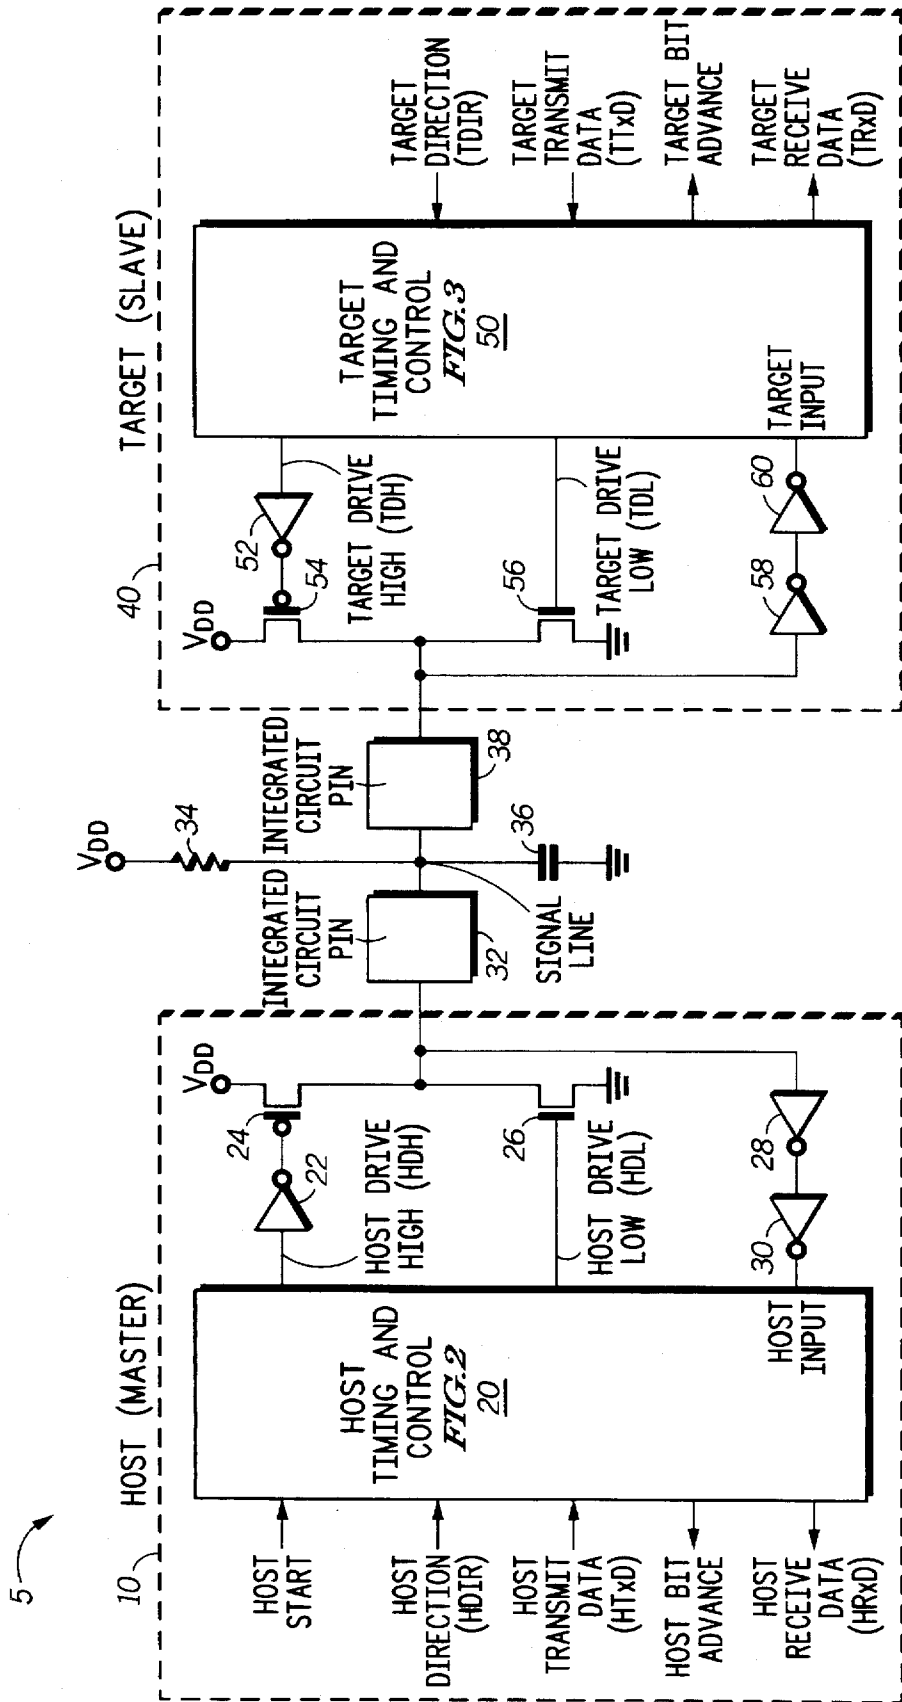 5
10
HOST (MASTER)
HOST
START
HOST
DIRECTION
(HDIR)
HOST
TRANSMIT
DATA
(HTxD)
HOST BIT
ADVANCE
HOST
RECEIVE
DATA
(HRxD)
HOST
TIMING AND
CONTROL
FIG.2
20
HOST
INPUT
22
24
VDD
HOST DRIVE
HIGH (HDH)
26
HOST DRIVE
LOW (HDL)
28
30
INTEGRATED
CIRCUIT
PIN
32
VDD
34
SIGNAL
LINE
36
INTEGRATED
CIRCUIT
PIN
38
40
TARGET (SLAVE)
VDD
52
54
TARGET DRIVE
HIGH (TDH)
56
TARGET DRIVE
LOW (TDL)
58
60
TARGET
TIMING AND
CONTROL
FIG.3
50
TARGET
INPUT
TARGET
DIRECTION
(TDIR)
TARGET
TRANSMIT
DATA
(TTxD)
TARGET BIT
ADVANCE
TARGET
RECEIVE
DATA
(TRxD)